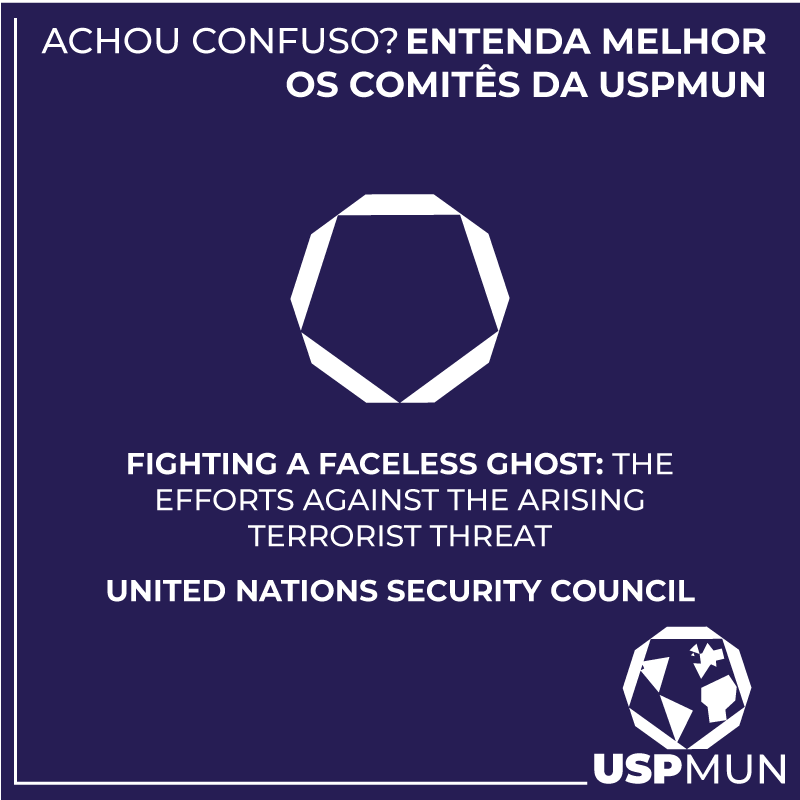 ACHOU CONFUSO? ENTENDA MELHOR
OS COMITÊS DA USPMUN
FIGHTING A FACELESS GHOST: THE
EFFORTS AGAINST THE ARISING
TERRORIST THREAT
UNITED NATIONS SECURITY COUNCIL
USPMUN